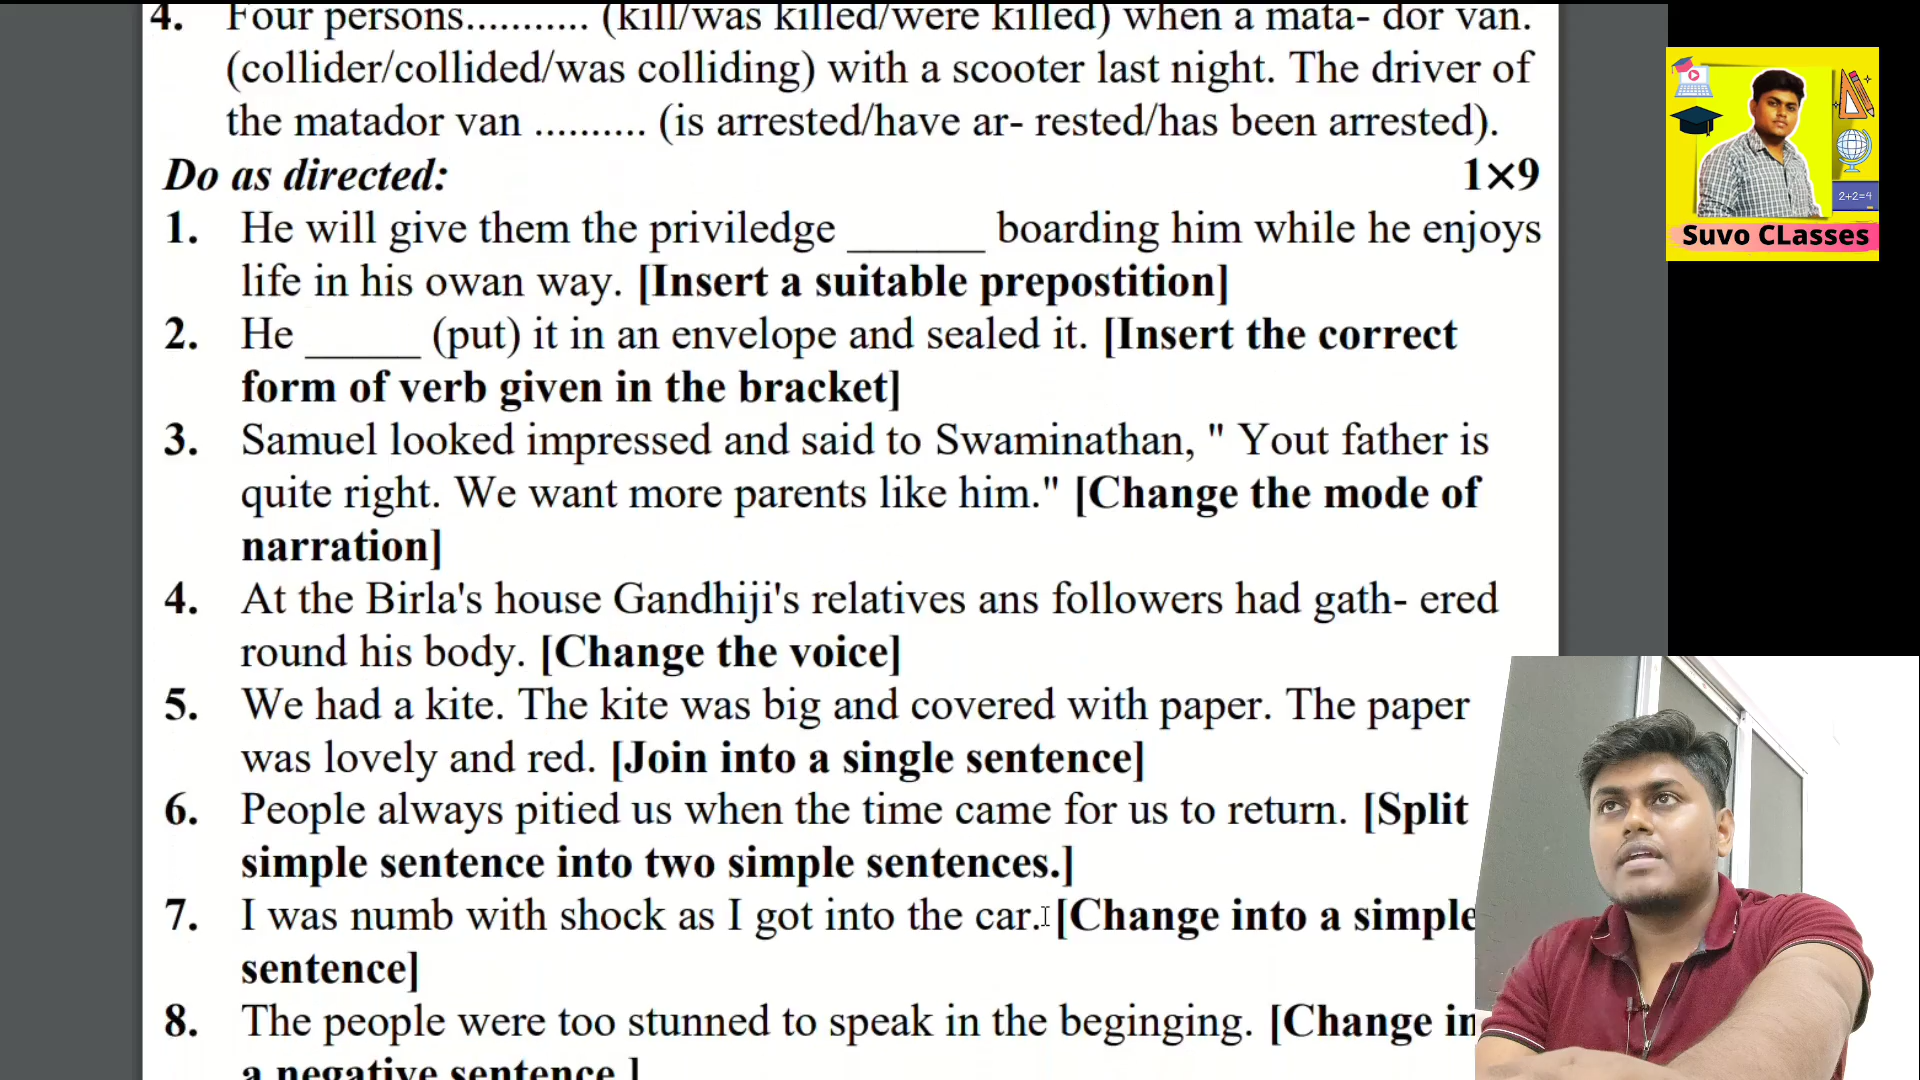 4. Four persons........... (kill/was killed/were killed) when a mata- dor van.
(collider/collided/was colliding) with a scooter last night. The driver of
the matador van .......... (is arrested/have ar- rested/has been arrested).
Do as directed: 1×9
1. He will give them the priviledge ______ boarding him while he enjoys
life in his owan way. [Insert a suitable prepostition]
2. He _____ (put) it in an envelope and sealed it. [Insert the correct
form of verb given in the bracket]
3. Samuel looked impressed and said to Swaminathan, " Yout father is
quite right. We want more parents like him." [Change the mode of
narration]
4. At the Birla's house Gandhiji's relatives ans followers had gath- ered
round his body. [Change the voice]
5. We had a kite. The kite was big and covered with paper. The paper
was lovely and red. [Join into a single sentence]
6. People always pitied us when the time came for us to return. [Split
simple sentence into two simple sentences.]
7. I was numb with shock as I got into the car. [Change into a simple
sentence]
8. The people were too stunned to speak in the beginging. [Change in
a negative sentence.]
2+2=4
Suvo CLasses